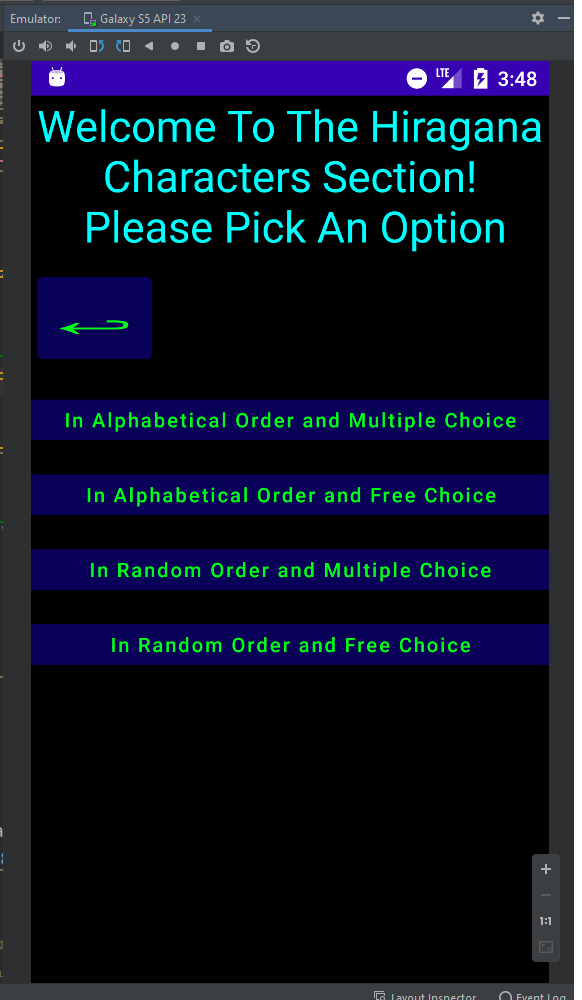 Emulator: Galaxy S5 API 23
LTE 3:48
Welcome To The Hiragana
Characters Section!
Please Pick An Option
In Alphabetical Order and Multiple Choice
In Alphabetical Order and Free Choice
In Random Order and Multiple Choice
In Random Order and Free Choice
1:1
Layout Inspector Event Log